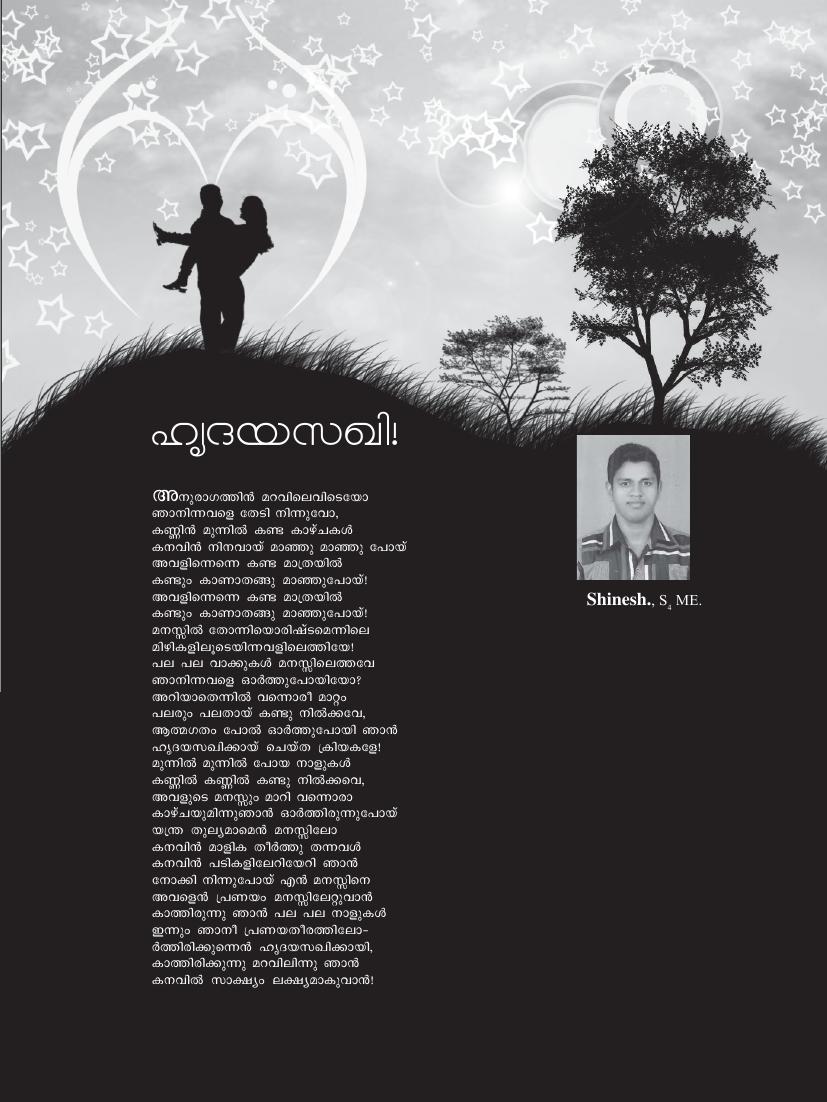 ഹൃദയസഖി!
അനുരാഗത്തിൻ മറവിലെവിടെയോ
ഞാനിന്നവളെ തേടി നിന്നുവോ,
കണ്ണിൻ മുന്നിൽ കണ്ട കാഴ്ചകൾ
കനവിൻ നിനവായ് മാഞ്ഞു മാഞ്ഞു പോയ്
അവളിന്നെന്നെ കണ്ട മാത്രയിൽ
കണ്ടും കാണാതങ്ങു മാഞ്ഞുപോയ്!
അവളിന്നെന്നെ കണ്ട മാത്രയിൽ
കണ്ടും കാണാതങ്ങു മാഞ്ഞുപോയ്!
മനസ്സിൽ തോന്നിയൊരിഷ്ടമെന്നിലെ
മിഴികളിലൂടെയിന്നവളിലെത്തിയേ!
പല പല വാക്കുകൾ മനസ്സിലെത്തവേ
ഞാനിന്നവളെ ഓർത്തുപോയിയോ?
അറിയാതെന്നിൽ വന്നൊരീ മാറ്റം
പലരും പലതായ് കണ്ടു നിൽക്കവേ,
ആത്മഗതം പോൽ ഓർത്തുപോയി ഞാൻ
ഹൃദയസഖിക്കായ് ചെയ്ത ക്രിയകളേ!
മുന്നിൽ മുന്നിൽ പോയ നാളുകൾ
കണ്ണിൽ കണ്ണിൽ കണ്ടു നിൽക്കവെ,
അവളുടെ മനസ്സും മാറി വന്നൊരാ
കാഴ്ചയുമിന്നുഞാൻ ഓർത്തിരുന്നുപോയ്
യന്ത്ര തുല്യമാമെൻ മനസ്സിലോ
കനവിൻ മാളിക തീർത്തു തന്നവൾ
കനവിൻ പടികളിലേറിയേറി ഞാൻ
നോക്കി നിന്നുപോയ് എൻ മനസ്സിനെ
അവളെൻ പ്രണയം മനസ്സിലേറ്റുവാൻ
കാത്തിരുന്നു ഞാൻ പല പല നാളുകൾ
ഇന്നും ഞാനീ പ്രണയതീരത്തിലോ-
ർത്തിരിക്കുന്നെൻ ഹൃദയസഖിക്കായി,
കാത്തിരിക്കുന്നു മറവിലിന്നു ഞാൻ
കനവിൽ സാക്ഷ്യം ലക്ഷ്യമാകുവാൻ!
Shinesh., S4 ME.